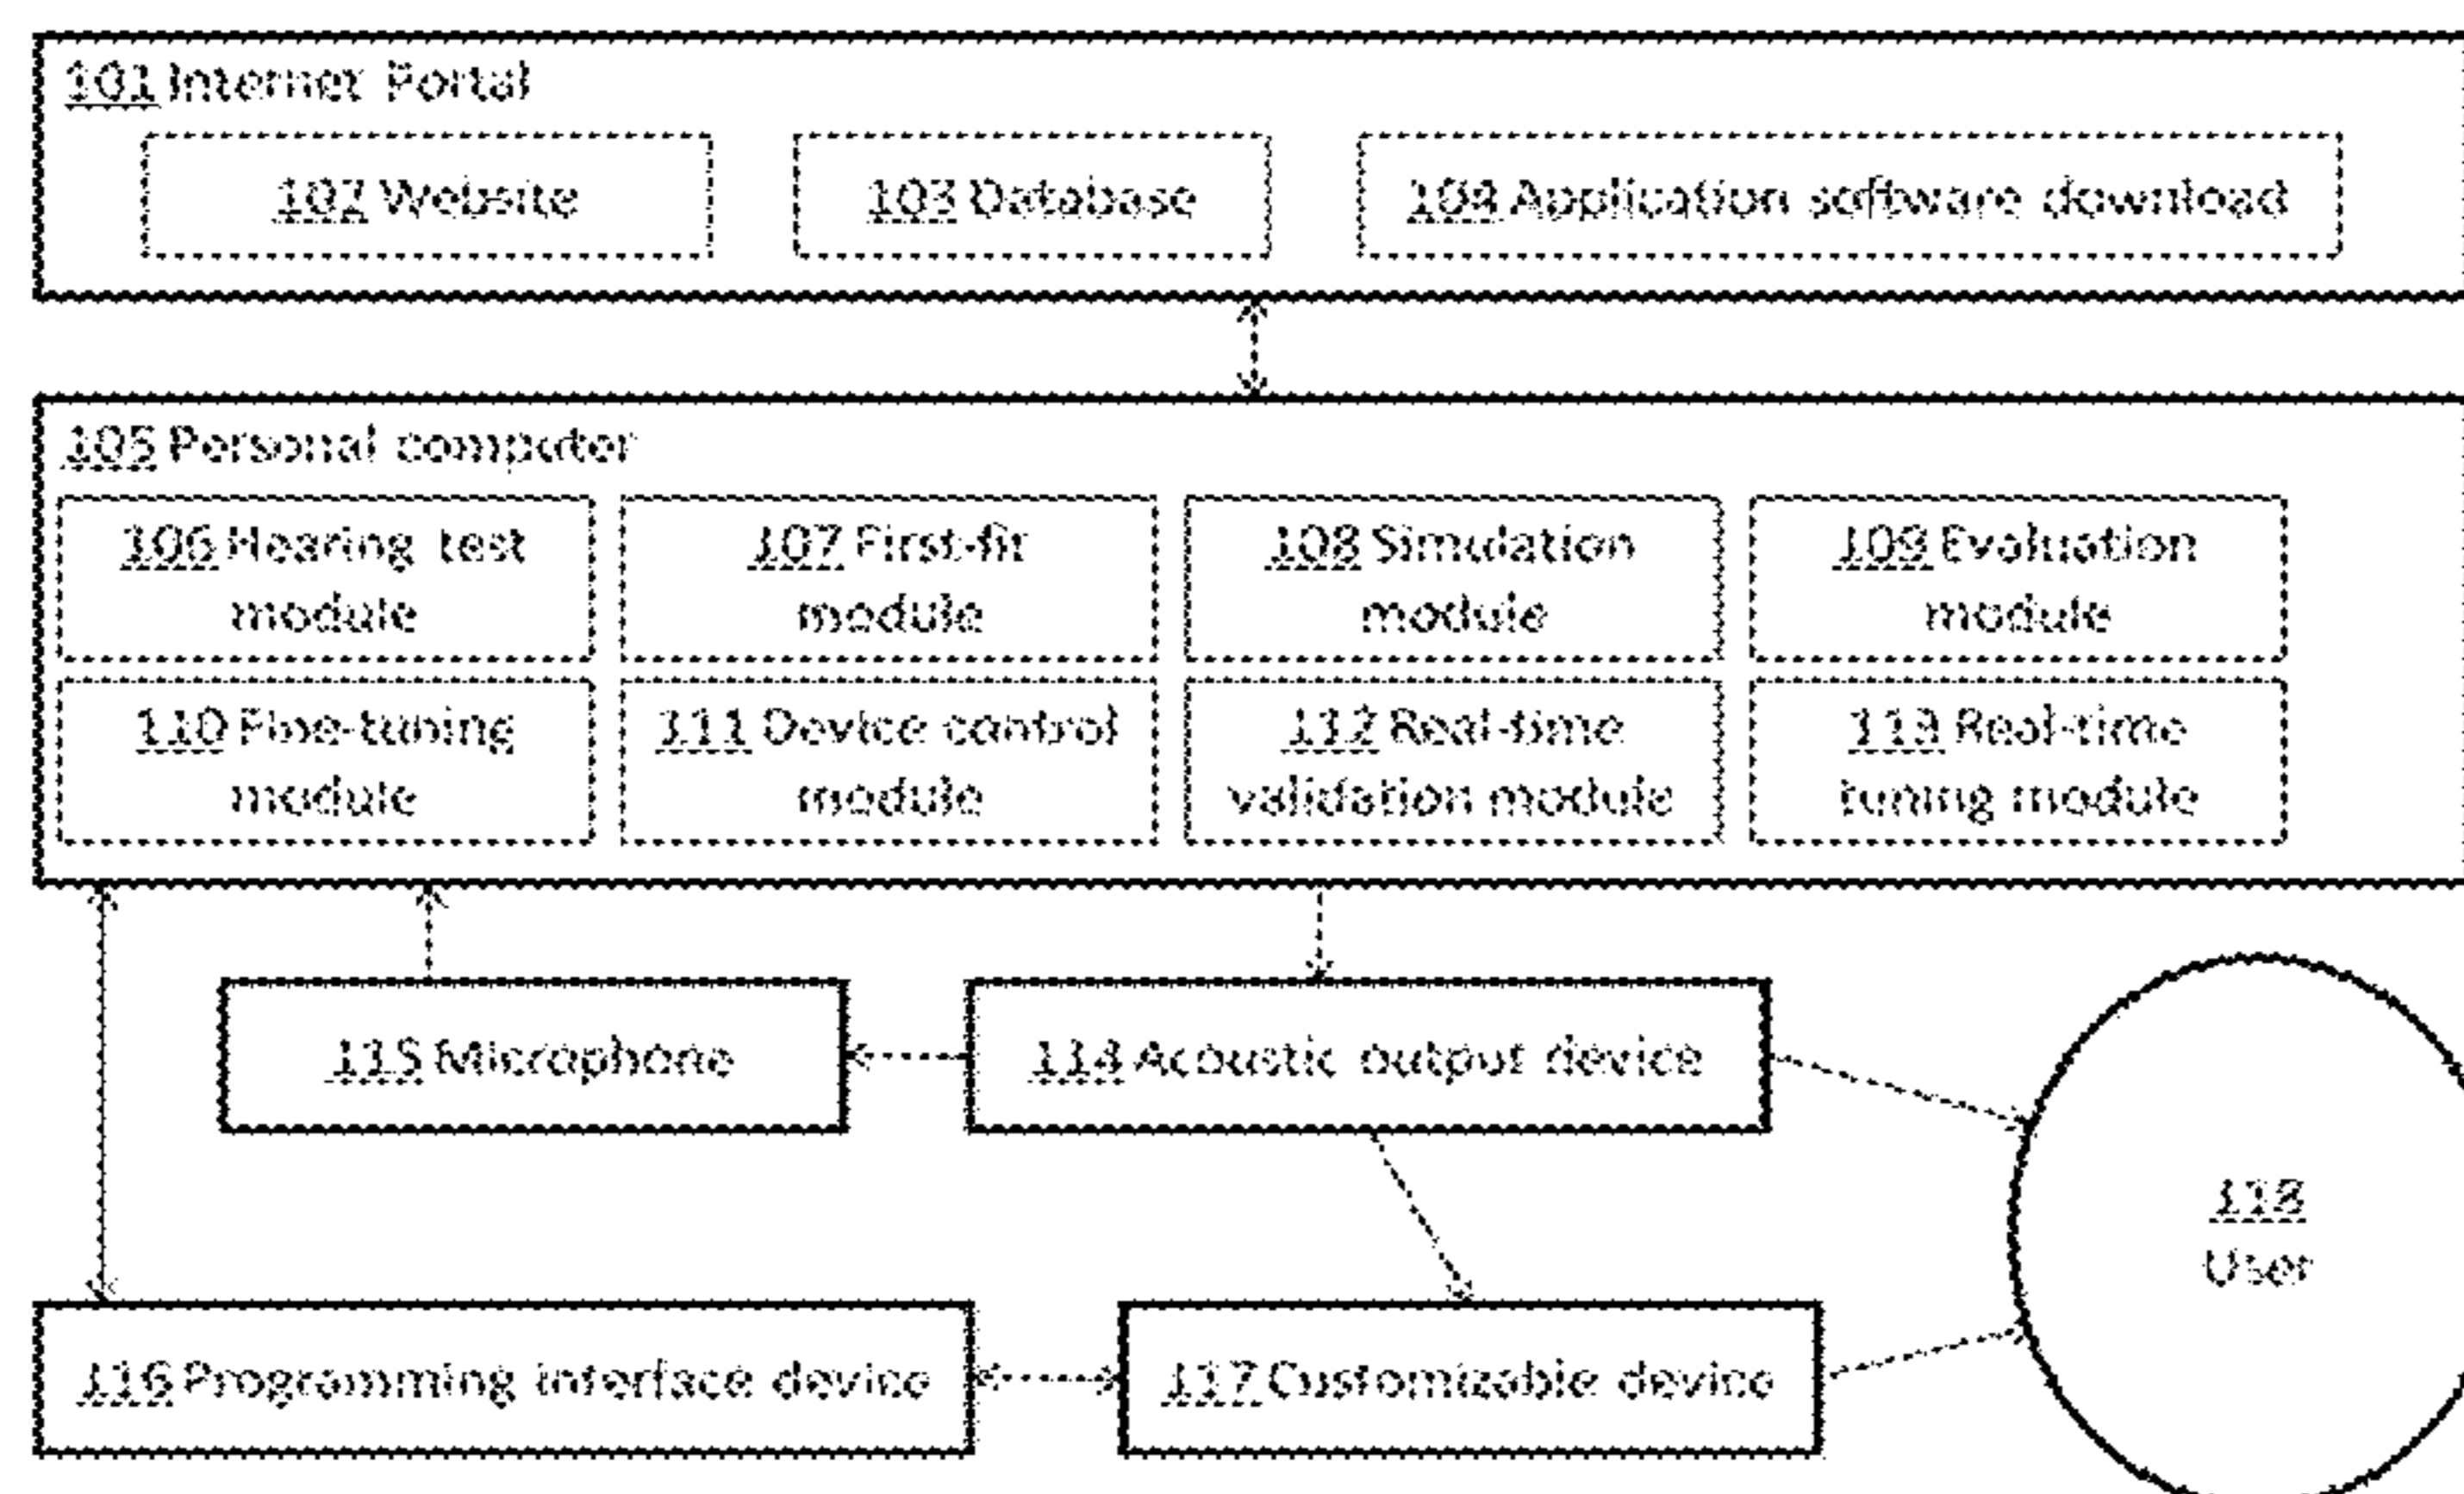 101 Internet Portal
102 Website
103 Database
104 Application software download
105 Personal computer
106 Hearing test
module
107 First-fit
module
108 Simulation
module
109 Evaluation
module
110 Fine-tuning
module
111 Device control
module
112 Real-time
validation module
113 Real-time
tuning module
115 Microphone
114 Acoustic output device
118
User
116 Programming interface device
117 Customizable device